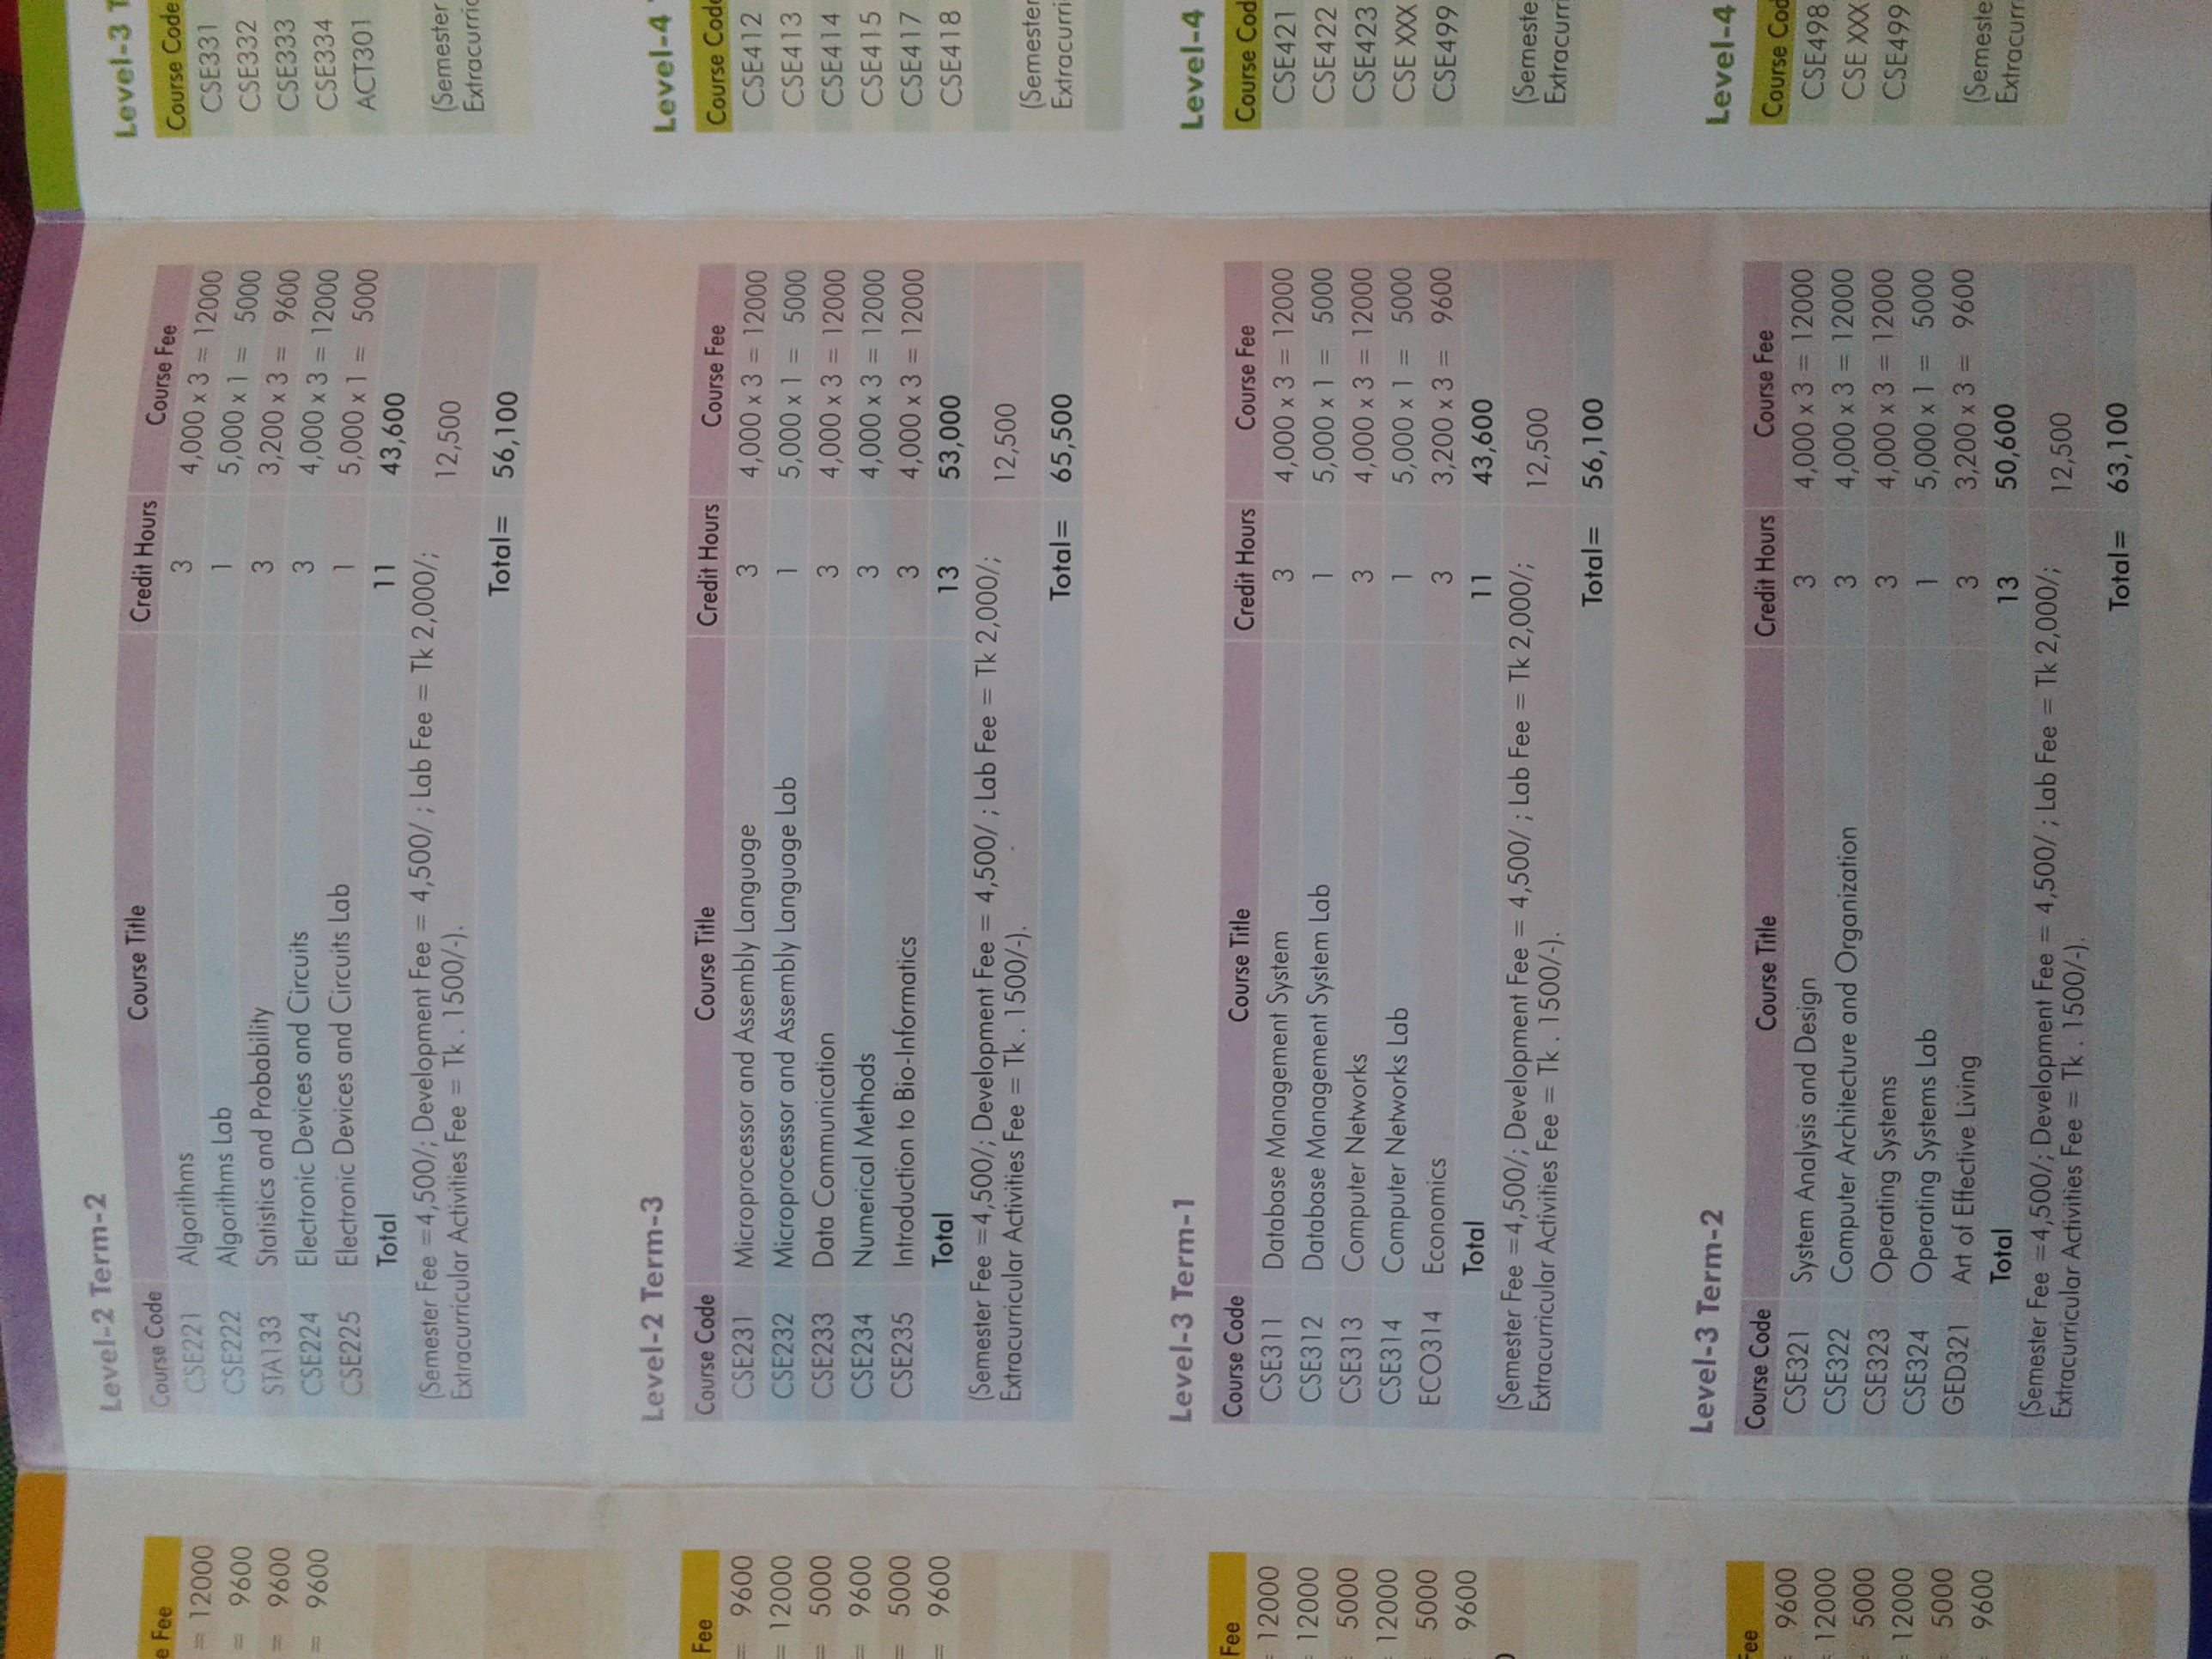 e Fee
= 12000
= 9600
= 9600
= 9600
Fee
= 9600
= 12000
= 5000
= 9600
= 5000
= 9600
Fee
= 12000
= 12000
= 5000
= 12000
= 5000
9600
Fee
= 9600
= 12000
= 5000
= 12000
= 5000
= 9600
Level-2 Term-2
Course Code Course Title Credit Hours Course Fee
CSE221 Algorithms 3 4,000 x 3 = 12000
CSE222 Algorithms Lab 1 5,000 x 1 = 5000
STA133 Statistics and Probability 3 3,200 x 3 = 9600
CSE224 Electronic Devices and Circuits 3 4,000 x 3 = 12000
CSE225 Electronic Devices and Circuits Lab 1 5,000 x 1 = 5000
Total 11 43,600
(Semester Fee =4,500/; Development Fee = 4,500/ ; Lab Fee = Tk 2,000/;
Extracurricular Activities Fee = Tk . 1500/-). 12,500
Total= 56,100
Level-2 Term-3
Course Code Course Title Credit Hours Course Fee
CSE231 Microprocessor and Assembly Language 3 4,000 x 3 = 12000
CSE232 Microprocessor and Assembly Language Lab 1 5,000 x 1 = 5000
CSE233 Data Communication 3 4,000 x 3 = 12000
CSE234 Numerical Methods 3 4,000 x 3 = 12000
CSE235 Introduction to Bio-Informatics 3 4,000 x 3 = 12000
Total 13 53,000
(Semester Fee =4,500/; Development Fee = 4,500/ ; Lab Fee = Tk 2,000/;
Extracurricular Activities Fee = Tk . 1500/-). 12,500
Total= 65,500
Level-3 Term-1
Course Code Course Title Credit Hours Course Fee
CSE311 Database Management System 3 4,000 x 3 = 12000
CSE312 Database Management System Lab 1 5,000 x 1 = 5000
CSE313 Computer Networks 3 4,000 x 3 = 12000
CSE314 Computer Networks Lab 1 5,000 x 1 = 5000
ECO314 Economics 3 3,200 x 3 = 9600
Total 11 43,600
(Semester Fee =4,500/; Development Fee = 4,500/ ; Lab Fee = Tk 2,000/;
Extracurricular Activities Fee = Tk . 1500/-). 12,500
Total= 56,100
Level-3 Term-2
Course Code Course Title Credit Hours Course Fee
CSE321 System Analysis and Design 3 4,000 x 3 = 12000
CSE322 Computer Architecture and Organization 3 4,000 x 3 = 12000
CSE323 Operating Systems 3 4,000 x 3 = 12000
CSE324 Operating Systems Lab 1 5,000 x 1 = 5000
GED321 Art of Effective Living 3 3,200 x 3 = 9600
Total 13 50,600
(Semester Fee =4,500/; Development Fee = 4,500/ ; Lab Fee = Tk 2,000/;
Extracurricular Activities Fee = Tk . 1500/-). 12,500
Total= 63,100
Level-3 T
Course Code
CSE331
CSE332
CSE333
CSE334
ACT301
(Semester
Extracurric
Level-4
Course Code
CSE412
CSE413
CSE414
CSE415
CSE417
CSE418
(Semester
Extracurri
Level-4
Course Cod
CSE421
CSE422
CSE423
CSE XXX
CSE499
(Semeste
Extracurri
Level-4
Course Cod
CSE498
CSE XXX
CSE499
(Semeste
Extracurr